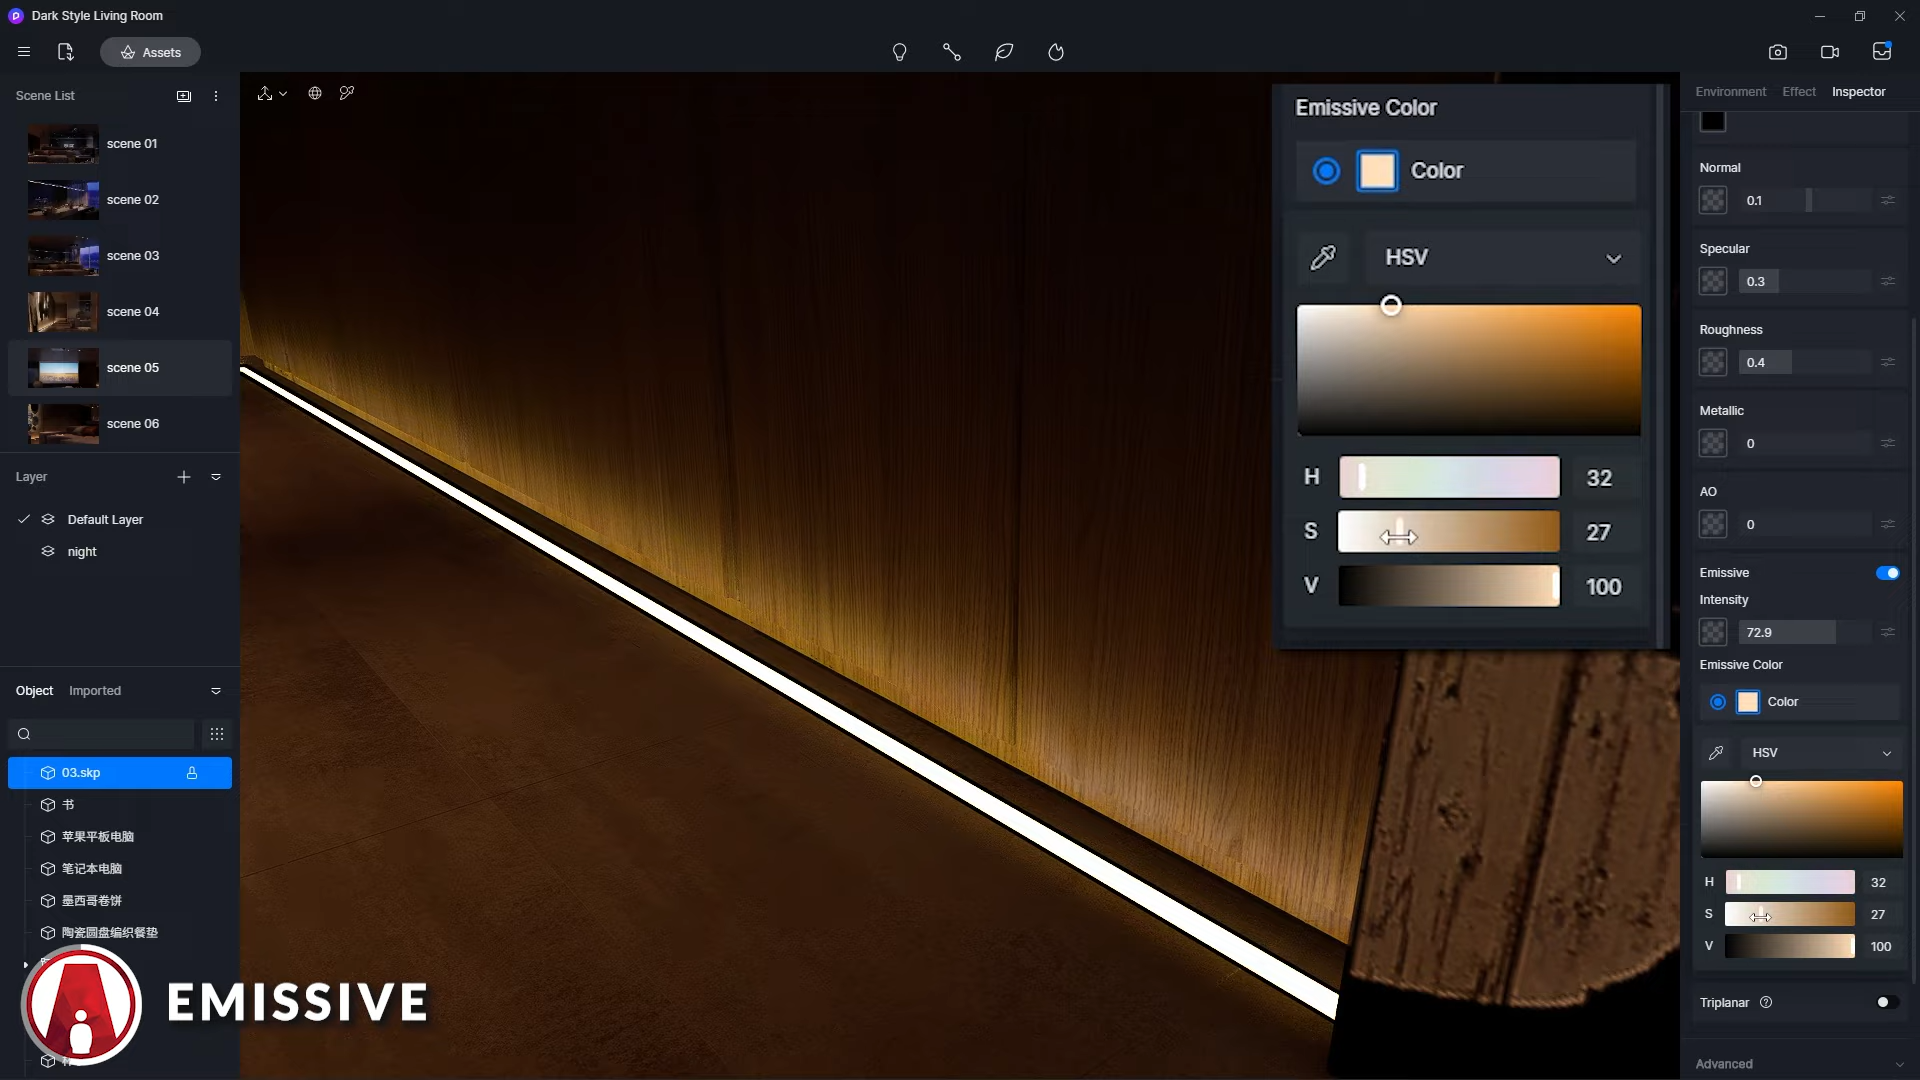 Dark Style Living Room
Assets
Scene List
scene 01
scene 02
scene 03
scene 04
scene 05
scene 06
Layer
Default Layer
night
Object
Imported
03.skp
书
苹果平板电脑
笔记本电脑
墨西哥卷饼
陶瓷圆盘编织餐垫
EMISSIVE
Emissive Color
Color
HSV
H
32
S
27
V
100
Environment
Effect
Inspector
Normal
0.1
Specular
0.3
Roughness
0.4
Metallic
0
AO
0
Emissive
Intensity
72.9
Emissive Color
Color
HSV
H
32
S
27
V
100
Triplanar
Advanced